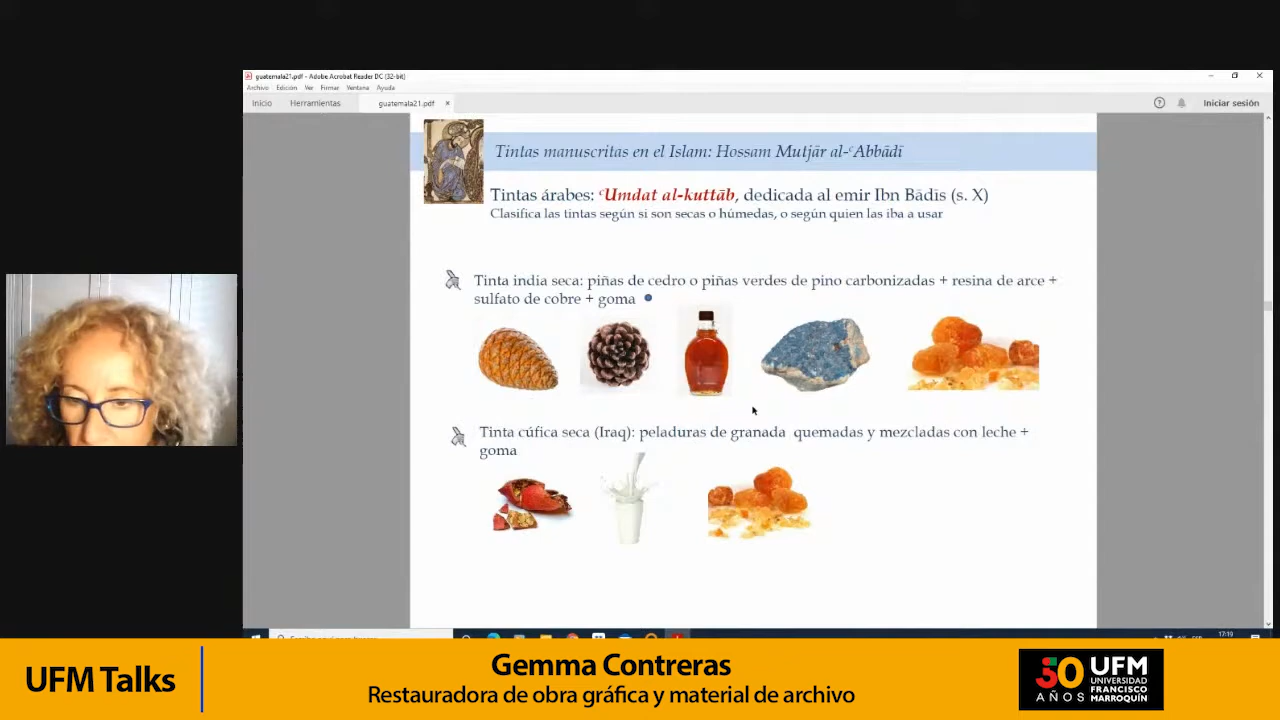 guatemala21.pdf - Adobe Acrobat Reader DC (32-bit)
Archivo Edición Ver Firmar Ventana Ayuda
Inicio Herramientas guatemala21.pdf × Iniciar sesión
Tintas manuscritas en el Islam: Hossam Mutjār al-ʿAbbādī
Tintas árabes: ʿUmdat al-kuttāb, dedicada al emir Ibn Bādīs (s. X)
Clasifica las tintas según si son secas o húmedas, o según quien las iba a usar
Tinta india seca: piñas de cedro o piñas verdes de pino carbonizadas + resina de arce +
sulfato de cobre + goma
Tinta cúfica seca (Iraq): peladuras de granada quemadas y mezcladas con leche +
goma
17:19
UFM Talks
Gemma Contreras
Restauradora de obra gráfica y material de archivo
50
AÑOS
UFM
UNIVERSIDAD
FRANCISCO
MARROQUÍN